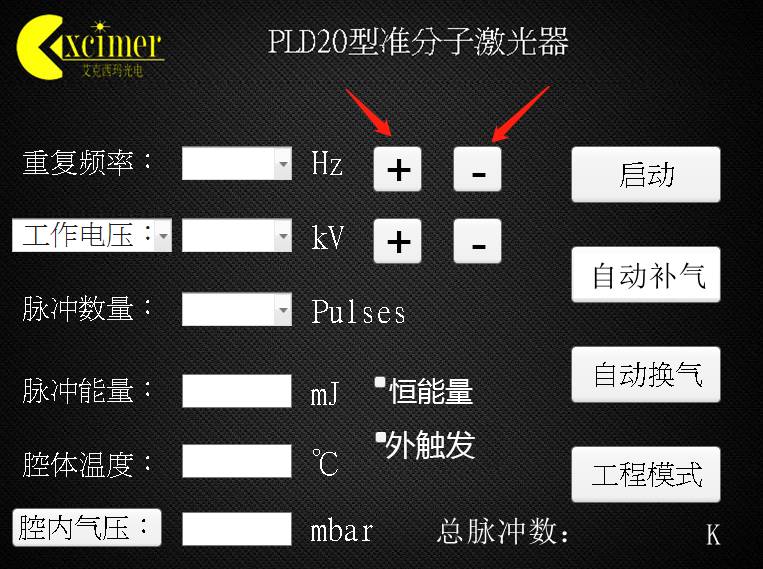 Excimer
艾克西玛光电
PLD20型准分子激光器
重复频率： Hz + - 启动
工作电压： kV + -
自动补气
脉冲数量： Pulses
脉冲能量： mJ 恒能量 自动换气
外触发
腔体温度： ℃ 工程模式
腔内气压： mbar 总脉冲数： K